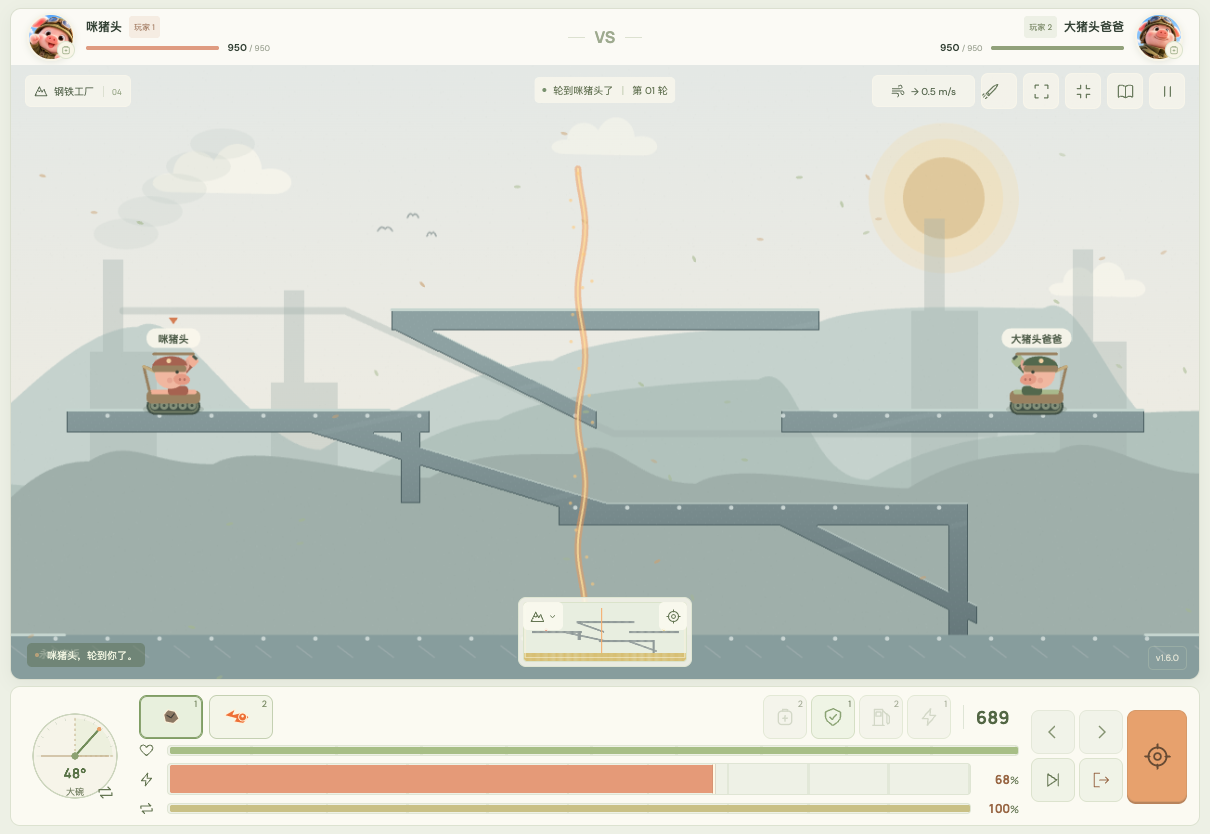 咪猪头 玩家 1
950 / 950
VS
玩家 2 大猪头爸爸
950 / 950
钢铁工厂 04
轮到咪猪头了 第 01 轮
→ 0.5 m/s
咪猪头
大猪头爸爸
咪猪头，轮到你了。
v1.6.0
1
2
2
1
2
1
689
48°
大碗
68%
100%